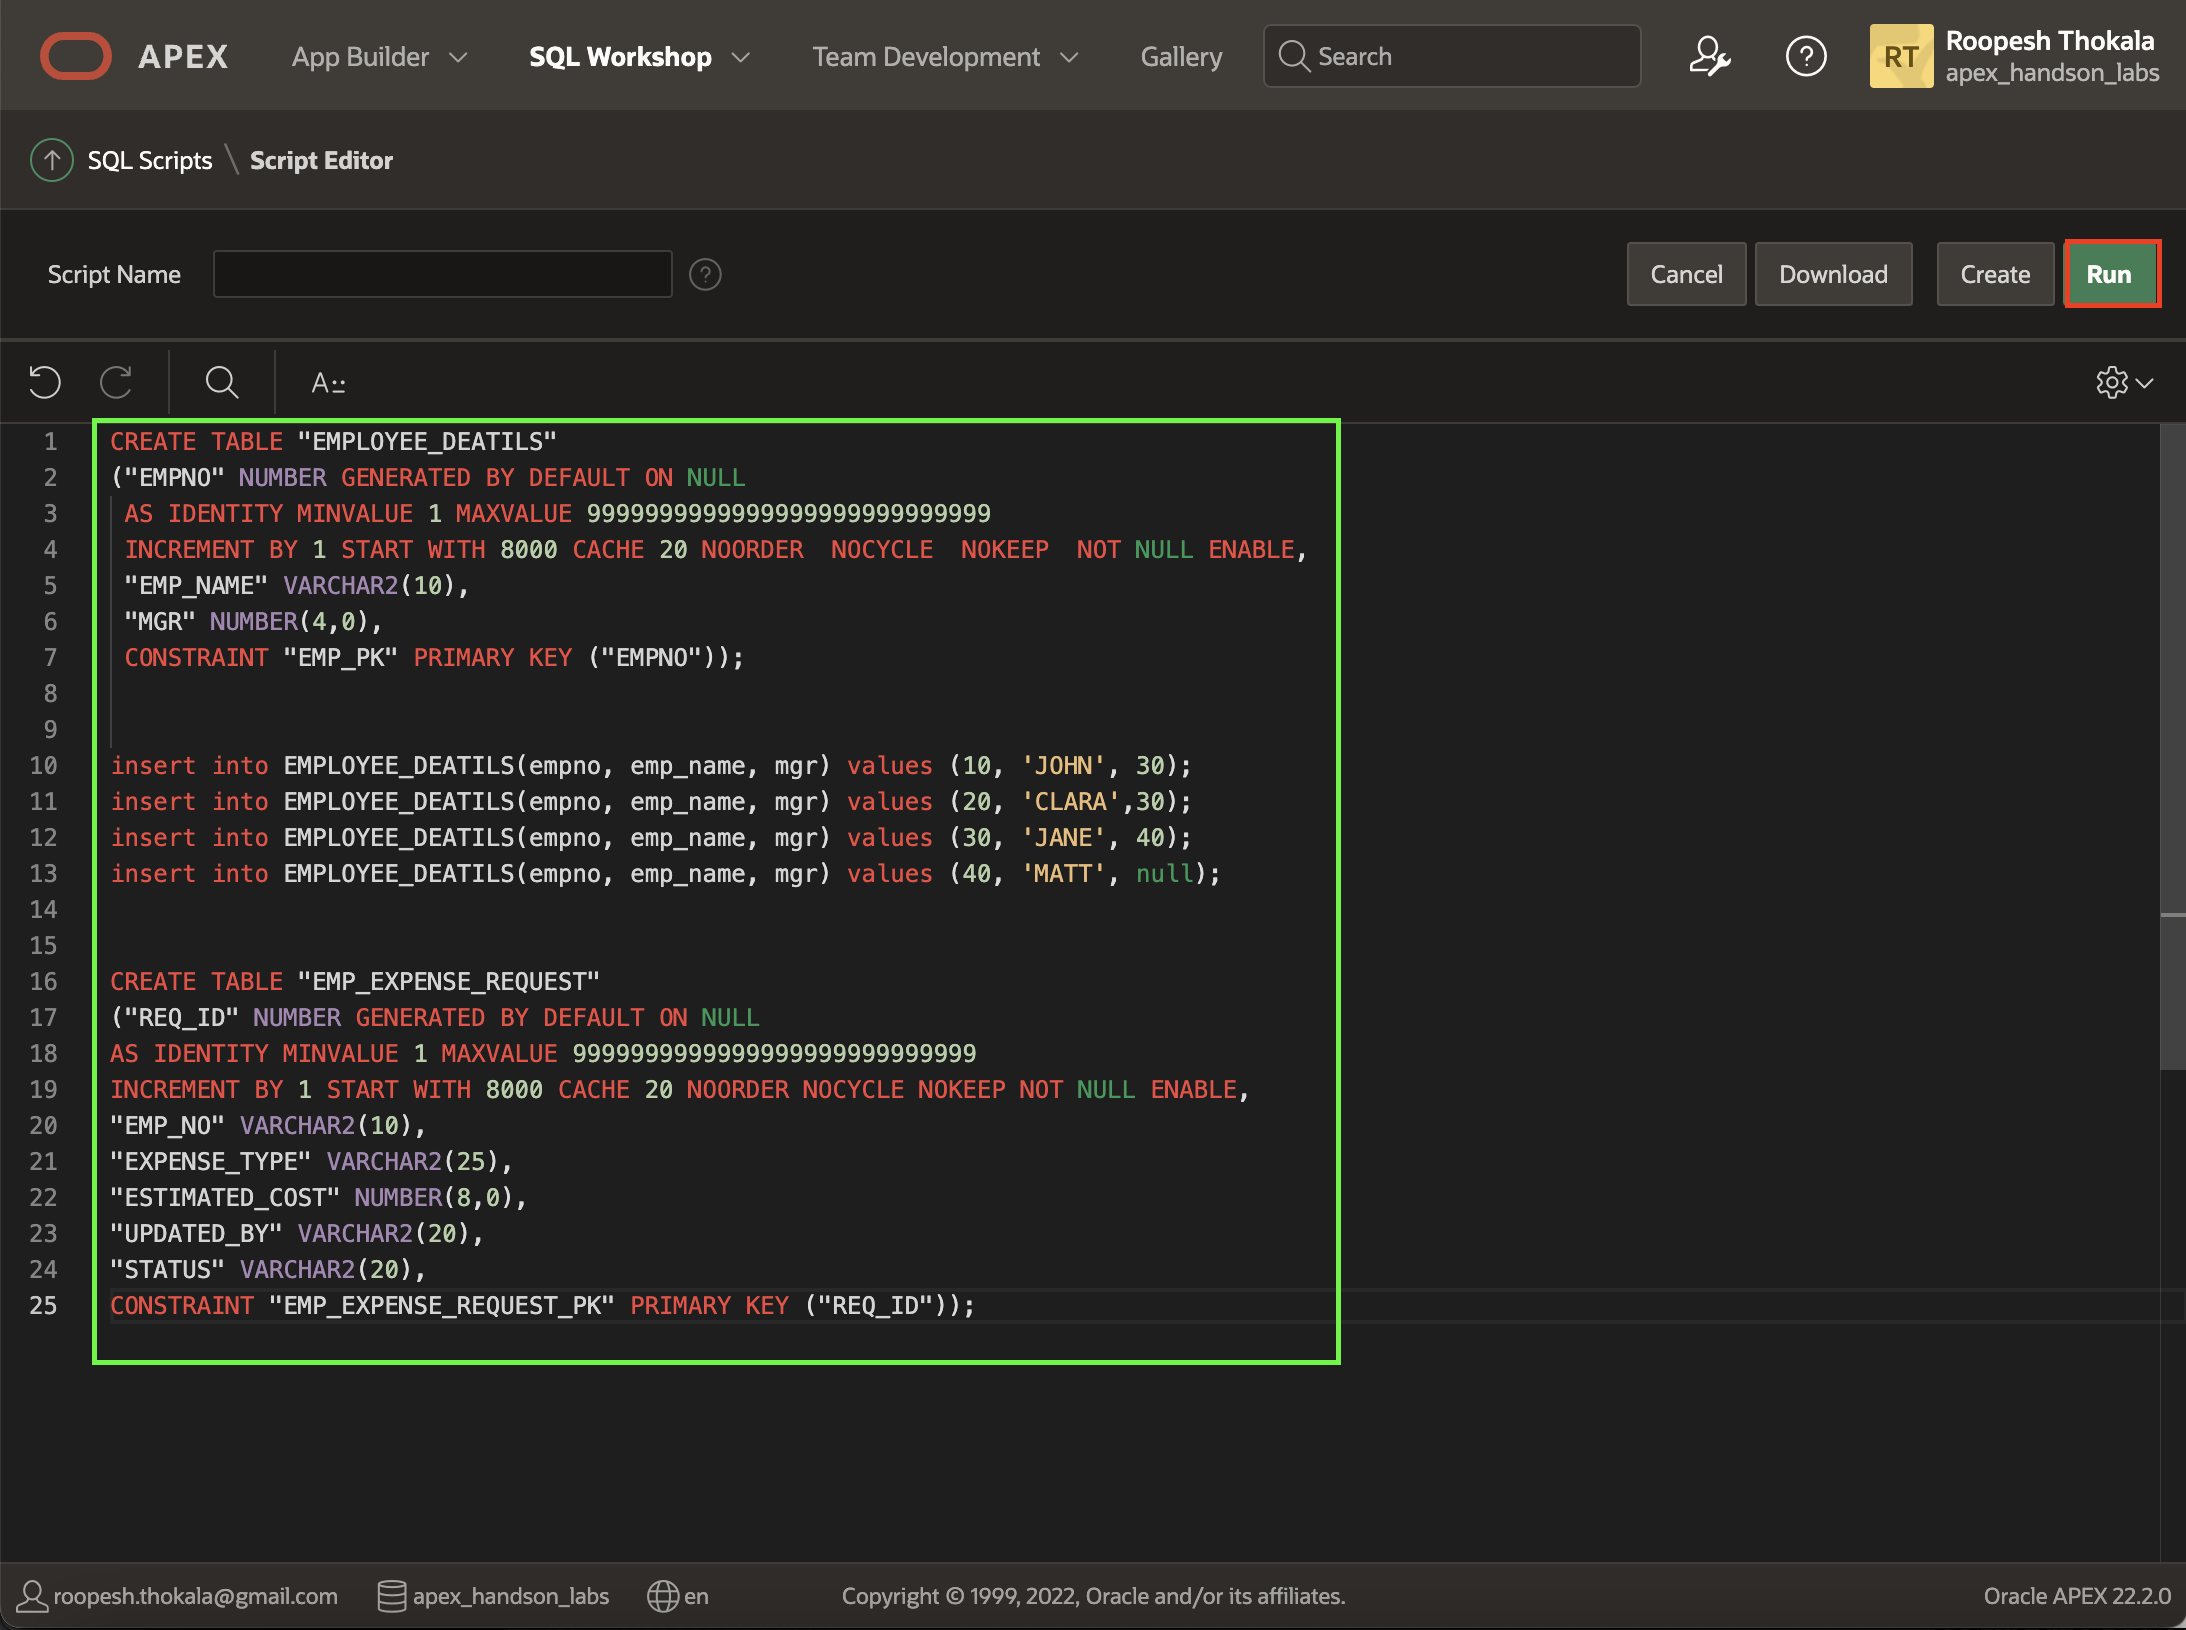 APEX App Builder SQL Workshop Team Development Gallery Search RT Roopesh Thokala
apex_handson_labs
SQL Scripts \ Script Editor
Script Name Cancel Download Create Run
1 CREATE TABLE "EMPLOYEE_DEATILS"
2 ("EMPNO" NUMBER GENERATED BY DEFAULT ON NULL
3 AS IDENTITY MINVALUE 1 MAXVALUE 9999999999999999999999999999
4 INCREMENT BY 1 START WITH 8000 CACHE 20 NOORDER  NOCYCLE  NOKEEP  NOT NULL ENABLE,
5 "EMP_NAME" VARCHAR2(10),
6 "MGR" NUMBER(4,0),
7 CONSTRAINT "EMP_PK" PRIMARY KEY ("EMPNO"));
8
9
10 insert into EMPLOYEE_DEATILS(empno, emp_name, mgr) values (10, 'JOHN', 30);
11 insert into EMPLOYEE_DEATILS(empno, emp_name, mgr) values (20, 'CLARA',30);
12 insert into EMPLOYEE_DEATILS(empno, emp_name, mgr) values (30, 'JANE', 40);
13 insert into EMPLOYEE_DEATILS(empno, emp_name, mgr) values (40, 'MATT', null);
14
15
16 CREATE TABLE "EMP_EXPENSE_REQUEST"
17 ("REQ_ID" NUMBER GENERATED BY DEFAULT ON NULL
18 AS IDENTITY MINVALUE 1 MAXVALUE 9999999999999999999999999999
19 INCREMENT BY 1 START WITH 8000 CACHE 20 NOORDER NOCYCLE NOKEEP NOT NULL ENABLE,
20 "EMP_NO" VARCHAR2(10),
21 "EXPENSE_TYPE" VARCHAR2(25),
22 "ESTIMATED_COST" NUMBER(8,0),
23 "UPDATED_BY" VARCHAR2(20),
24 "STATUS" VARCHAR2(20),
25 CONSTRAINT "EMP_EXPENSE_REQUEST_PK" PRIMARY KEY ("REQ_ID"));
roopesh.thokala@gmail.com apex_handson_labs en Copyright © 1999, 2022, Oracle and/or its affiliates. Oracle APEX 22.2.0